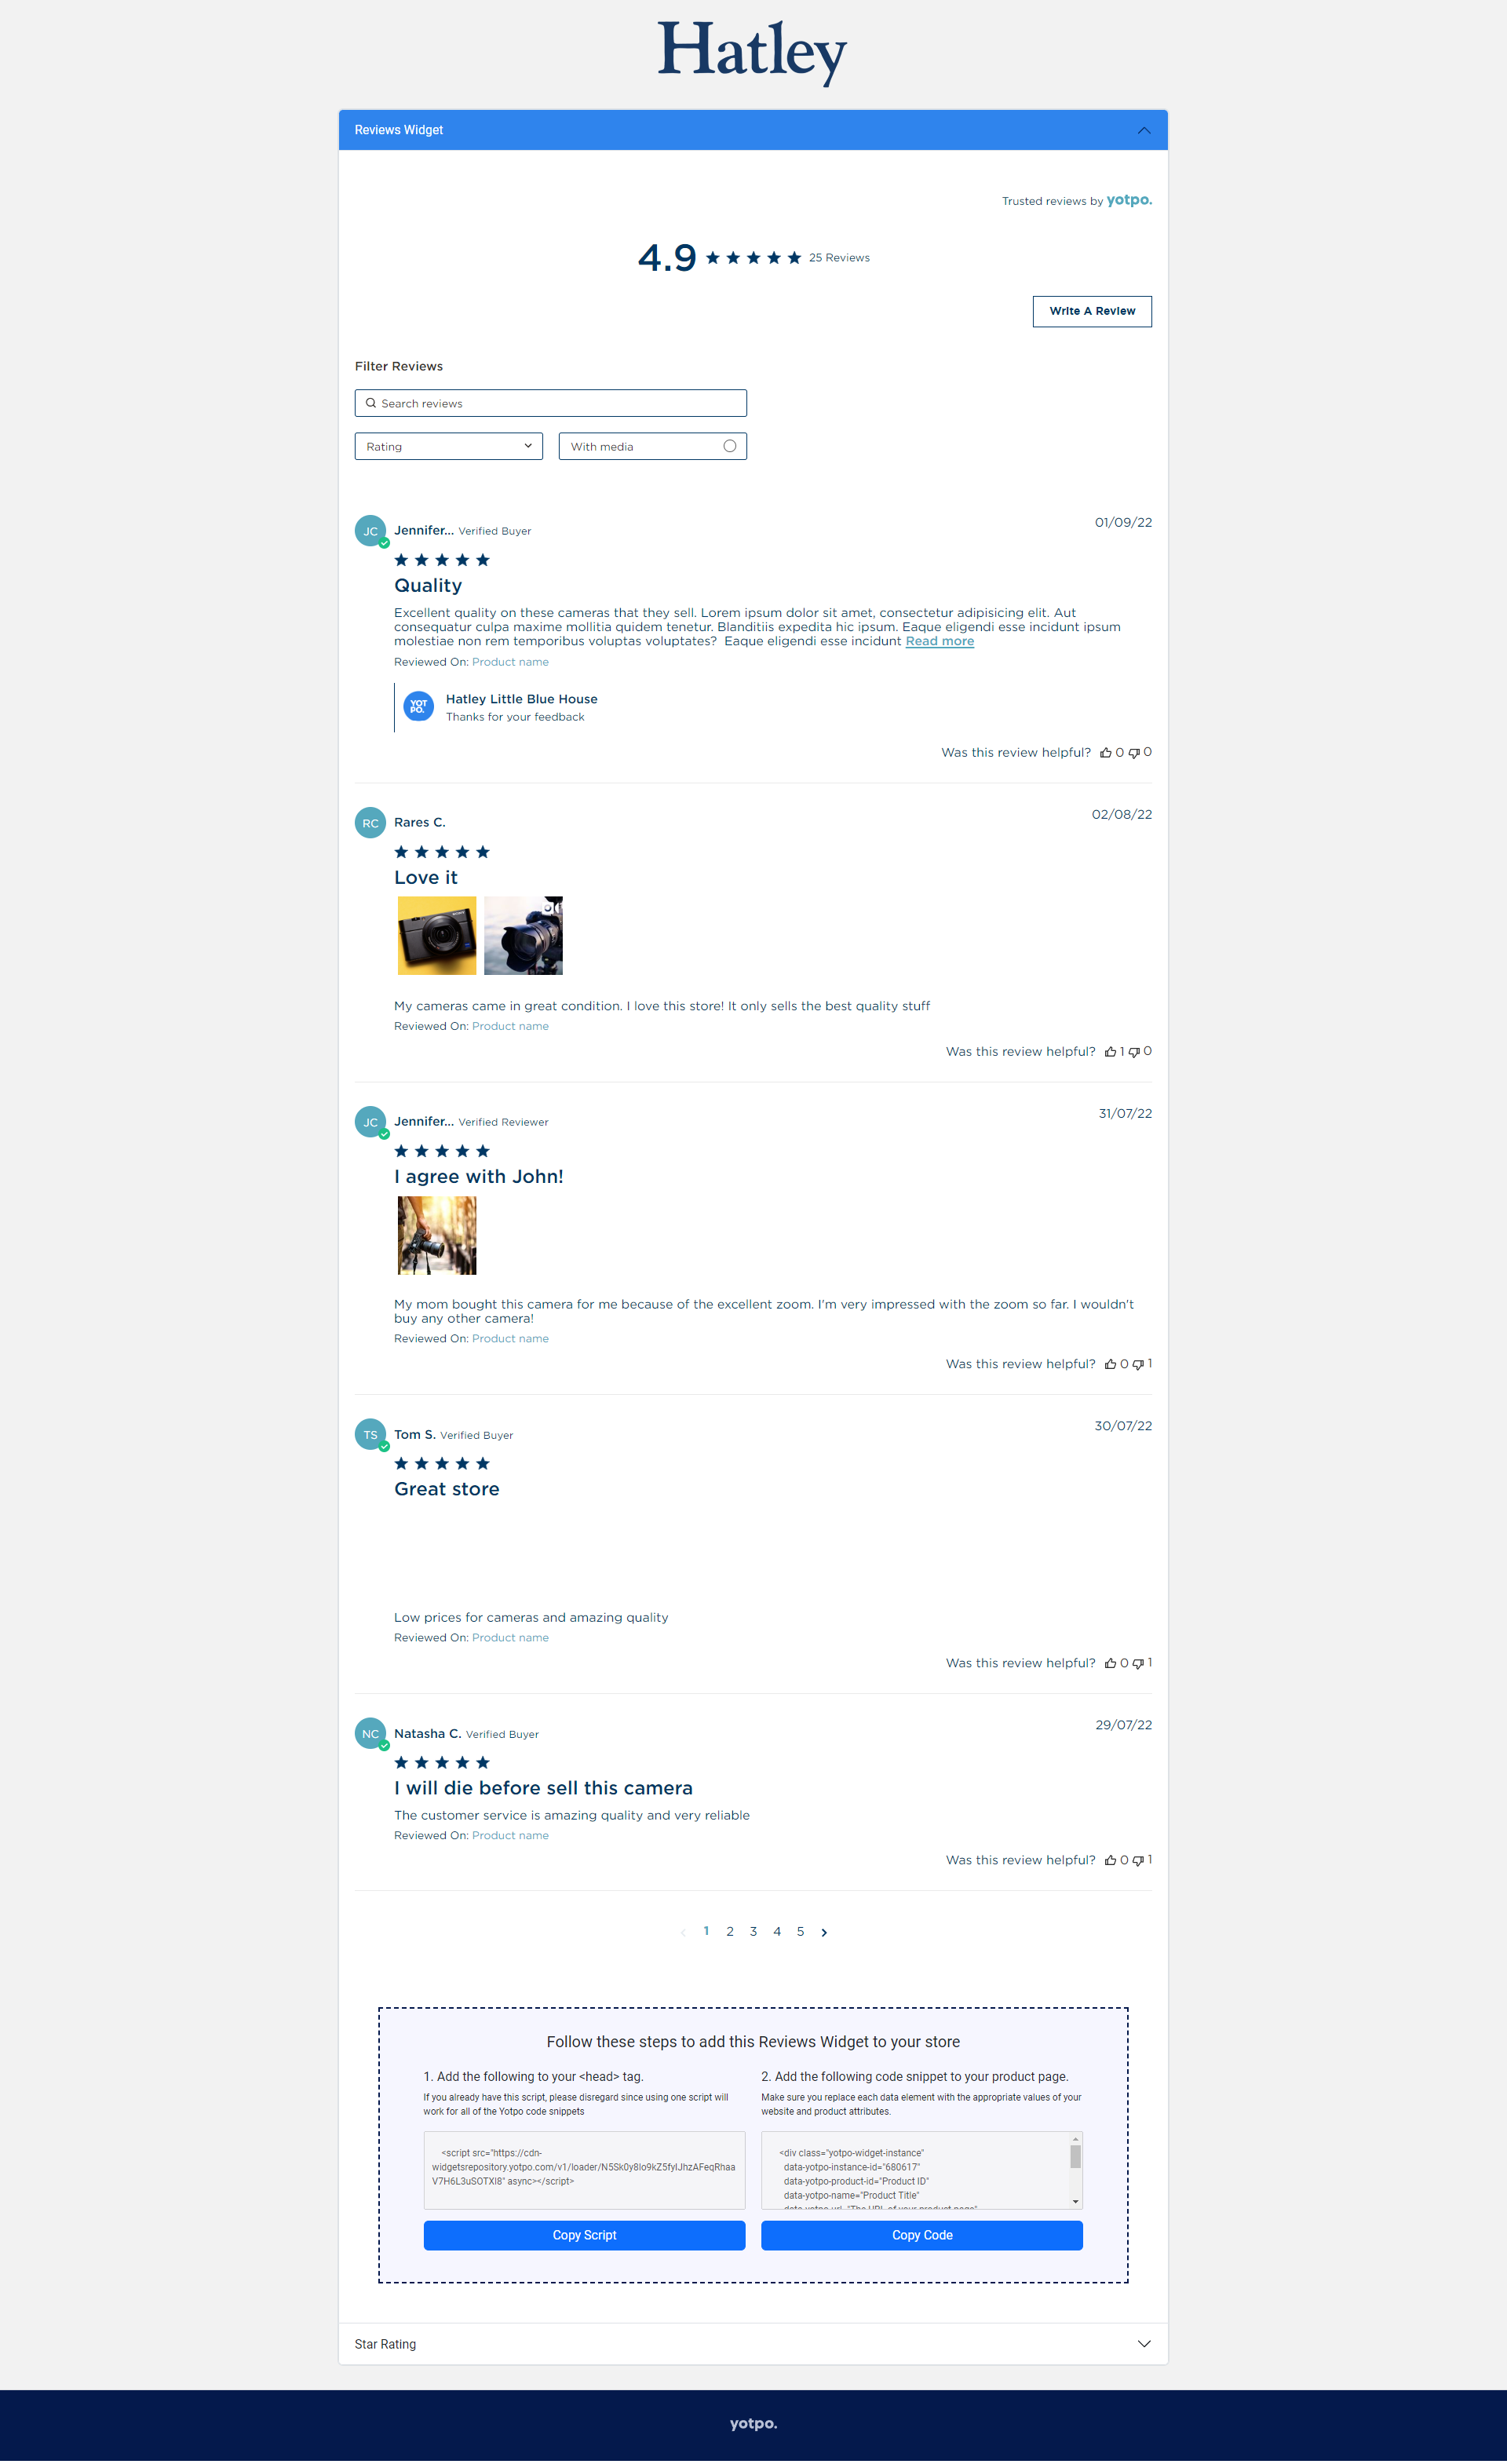 Hatley
Reviews Widget
Trusted reviews by yotpo.
4.9 25 Reviews
Write A Review
Filter Reviews
Search reviews
Rating
With media
JC Jennifer... Verified Buyer 01/09/22
Quality
Excellent quality on these cameras that they sell. Lorem ipsum dolor sit amet, consectetur adipisicing elit. Aut
consequatur culpa maxime mollitia quidem tenetur. Blanditiis expedita hic ipsum. Eaque eligendi esse incidunt ipsum
molestiae non rem temporibus voluptas voluptates? Eaque eligendi esse incidunt Read more
Reviewed On: Product name
YOT
PO.
Hatley Little Blue House
Thanks for your feedback
Was this review helpful? 0 0
RC Rares C. 02/08/22
Love it
My cameras came in great condition. I love this store! It only sells the best quality stuff
Reviewed On: Product name
Was this review helpful? 1 0
JC Jennifer... Verified Reviewer 31/07/22
I agree with John!
My mom bought this camera for me because of the excellent zoom. I'm very impressed with the zoom so far. I wouldn't
buy any other camera!
Reviewed On: Product name
Was this review helpful? 0 1
TS Tom S. Verified Buyer 30/07/22
Great store
Low prices for cameras and amazing quality
Reviewed On: Product name
Was this review helpful? 0 1
NC Natasha C. Verified Buyer 29/07/22
I will die before sell this camera
The customer service is amazing quality and very reliable
Reviewed On: Product name
Was this review helpful? 0 1
1 2 3 4 5
Follow these steps to add this Reviews Widget to your store
1. Add the following to your <head> tag.
If you already have this script, please disregard since using one script will
work for all of the Yotpo code snippets
<script src="https://cdn-
widgetsrepository.yotpo.com/v1/loader/N5Sk0y8Io9kZ5fylJhzAFeqRhaa
V7H6L3uSOTXl8" async></script>
Copy Script
2. Add the following code snippet to your product page.
Make sure you replace each data element with the appropriate values of your
website and product attributes.
<div class="yotpo-widget-instance"
data-yotpo-instance-id="680617"
data-yotpo-product-id="Product ID"
data-yotpo-name="Product Title"
data-yotpo-url="The URL of your product page"
Copy Code
Star Rating
yotpo.